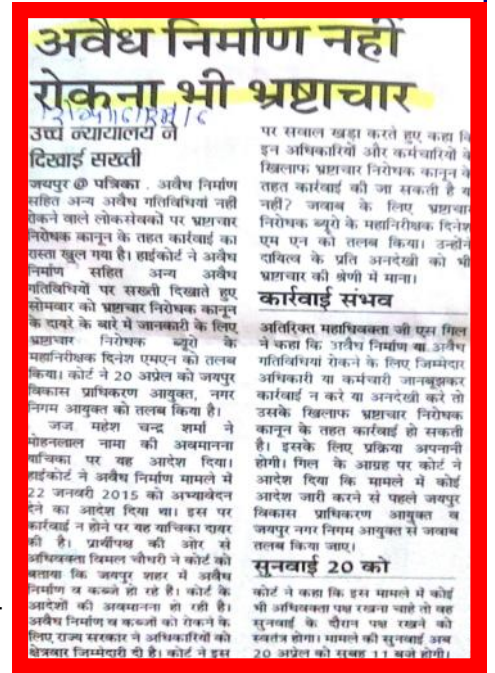 अवैध निर्माण नहीं
रोकना भी भ्रष्टाचार
उच्च न्यायालय ने
दिखाई सख्ती
जयपुर @ पत्रिका . अवैध निर्माण
सहित अन्य अवैध गतिविधियां नहीं
रोकने वाले लोकसेवकों पर भ्रष्टाचार
निरोधक कानून के तहत कार्रवाई का
रास्ता खुल गया है। हाईकोर्ट ने अवैध
निर्माण सहित अन्य अवैध
गतिविधियों पर सख्ती दिखाते हुए
सोमवार को भ्रष्टाचार निरोधक कानून
के दायरे के बारे में जानकारी के लिए
भ्रष्टाचार निरोधक ब्यूरो के
महानिरीक्षक दिनेश एमएन को तलब
किया। कोर्ट ने 20 अप्रेल को जयपुर
विकास प्राधिकरण आयुक्त, नगर
निगम आयुक्त को तलब किया है।
जज महेश चन्द्र शर्मा ने
मोहनलाल नामा की अवमानना
याचिका पर यह आदेश दिया।
हाईकोर्ट ने अवैध निर्माण मामले में
22 जनवरी 2015 को अभ्यावेदन
देने का आदेश दिया था। इस पर
कार्रवाई न होने पर यह याचिका दायर
की है। प्रार्थीपक्ष की ओर से
अधिवक्ता विमल चौधरी ने कोर्ट को
बताया कि जयपुर शहर में अवैध
निर्माण व कब्जे हो रहे है। कोर्ट के
आदेशों की अवमानना हो रही है।
अवैध निर्माण व कब्जों को रोकने के
लिए राज्य सरकार ने अधिकारियों को
क्षेत्रवार जिम्मेदारी दी है। कोर्ट ने इस
पर सवाल खड़ा करते हुए कहा कि
इन अधिकारियों और कर्मचारियों के
खिलाफ भ्रष्टाचार निरोधक कानून के
तहत कार्रवाई की जा सकती है या
नहीं? जवाब के लिए भ्रष्टाचार
निरोधक ब्यूरो के महानिरीक्षक दिनेश
एम एन को तलब किया। उन्होंने
दायित्व के प्रति अनदेखी को भी
भ्रष्टाचार की श्रेणी में माना।
कार्रवाई संभव
अतिरिक्त महाधिवक्ता जी एस गिल
ने कहा कि अवैध निर्माण या अवैध
गतिविधियां रोकने के लिए जिम्मेदार
अधिकारी या कर्मचारी जानबूझकर
कार्रवाई न करे या अनदेखी करे तो
उसके खिलाफ भ्रष्टाचार निरोधक
कानून के तहत कार्रवाई हो सकती
है। इसके लिए प्रक्रिया अपनानी
होगी। गिल के आग्रह पर कोर्ट ने
आदेश दिया कि मामले में कोई
आदेश जारी करने से पहले जयपुर
विकास प्राधिकरण आयुक्त व
जयपुर नगर निगम आयुक्त से जवाब
तलब किया जाए।
सुनवाई 20 को
कोर्ट ने कहा कि इस मामले में कोई
भी अधिवक्ता पक्ष रखना चाहे तो वह
सुनवाई के दौरान पक्ष रखने को
स्वतंत्र होगा। मामले की सुनवाई अब
20 अप्रेल को सुबह 11 बजे होगी।